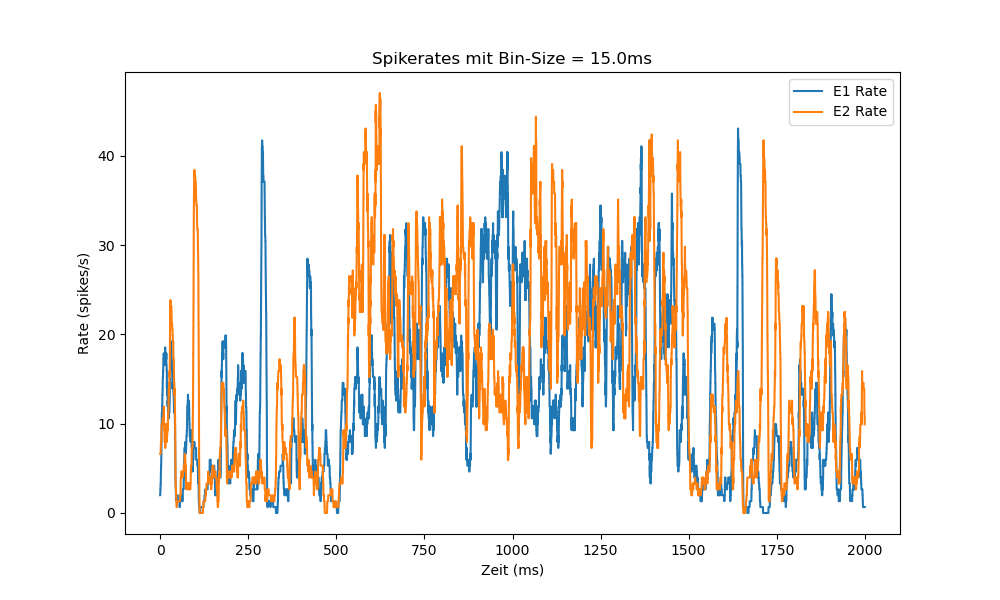 Spikerates mit Bin-Size = 15.0ms
E1 Rate
E2 Rate
Rate (spikes/s)
40
30
20
10
0
0 250 500 750 1000 1250 1500 1750 2000
Zeit (ms)